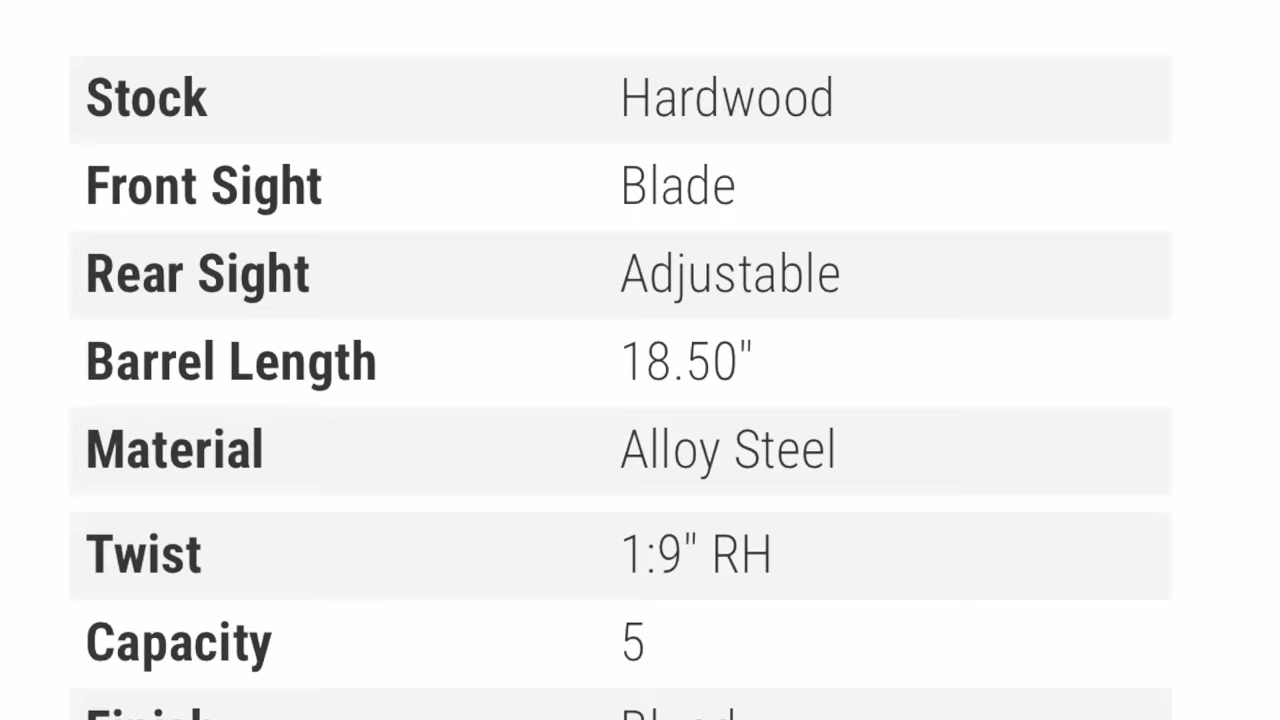 Stock Hardwood
Front Sight Blade
Rear Sight Adjustable
Barrel Length 18.50"
Material Alloy Steel
Twist 1:9" RH
Capacity 5